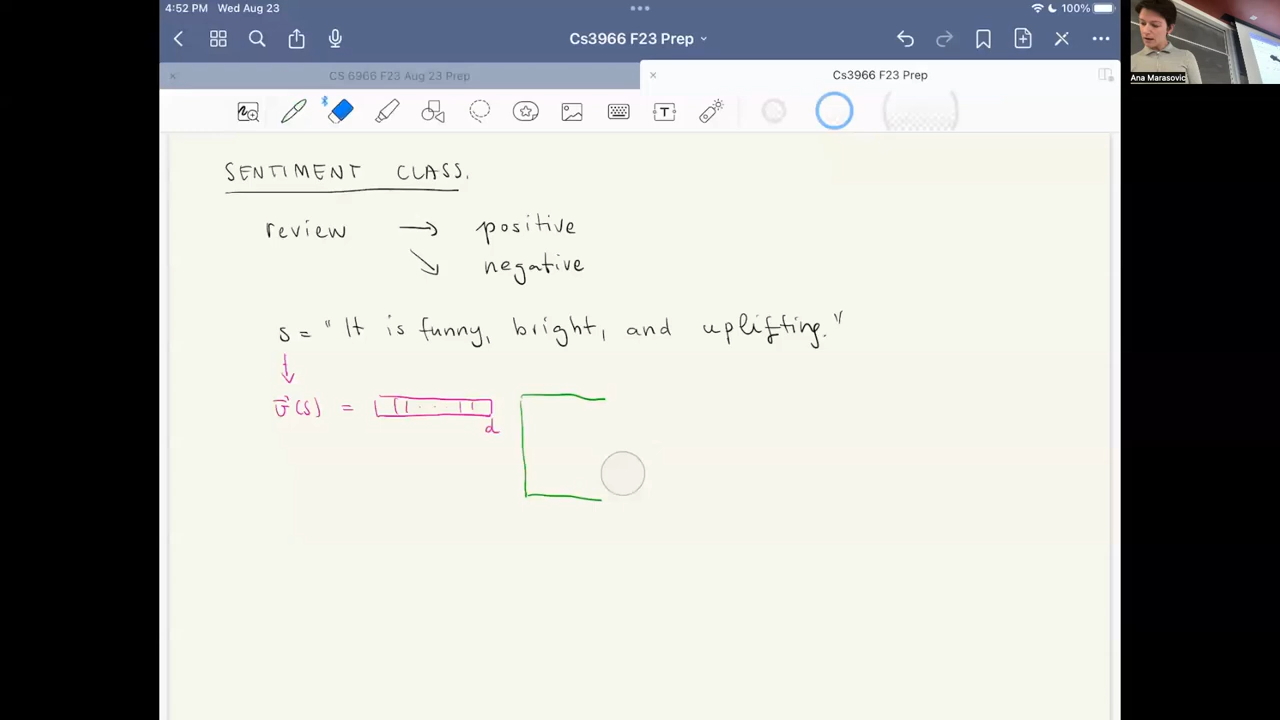 4:52 PM Wed Aug 23
100%
Cs3966 F23 Prep
CS 6966 F23 Aug 23 Prep
Cs3966 F23 Prep
Ana Marasovic
SENTIMENT CLASS.
review → positive
↘ negative
s = "It is funny, bright, and uplifting."
↓
v⃗(s) =
d